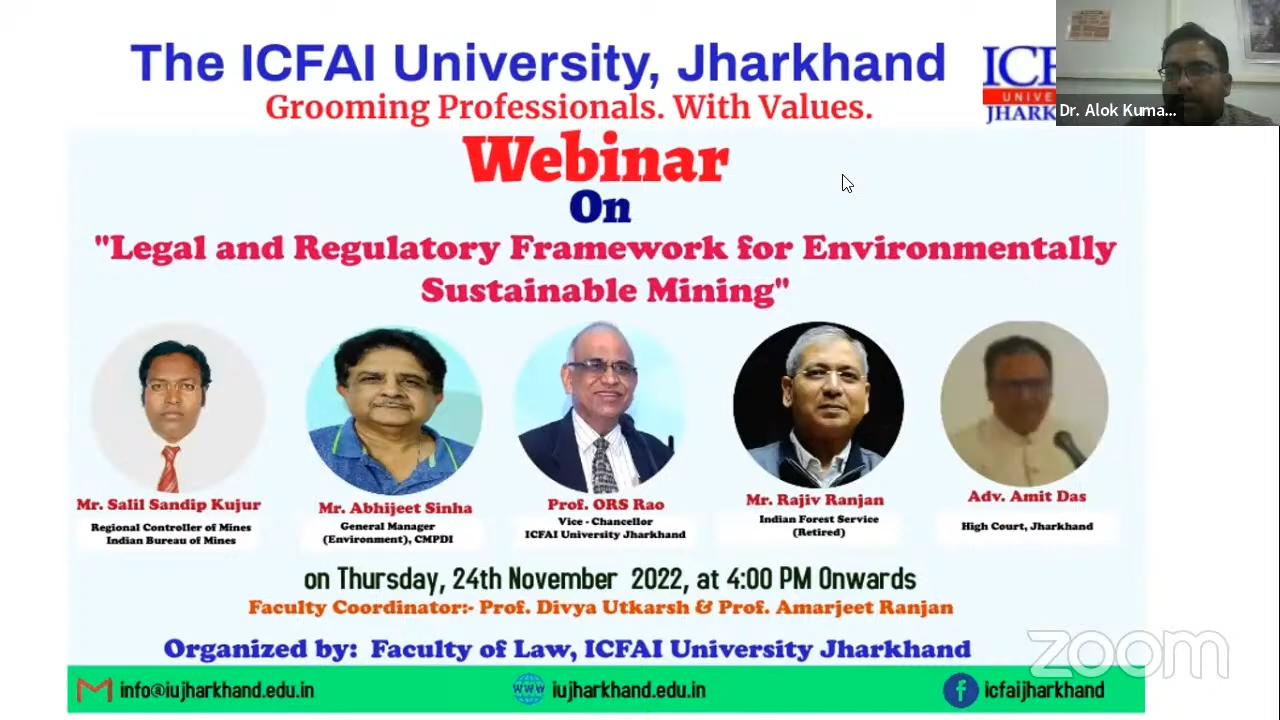 The ICFAI University, Jharkhand
Grooming Professionals. With Values.
Dr. Alok Kuma...
Webinar
On
"Legal and Regulatory Framework for Environmentally
Sustainable Mining"
Mr. Salil Sandip Kujur
Regional Controller of Mines
Indian Bureau of Mines
Mr. Abhijeet Sinha
General Manager
(Environment), CMPDI
Prof. ORS Rao
Vice - Chancellor
ICFAI University Jharkhand
Mr. Rajiv Ranjan
Indian Forest Service
(Retired)
Adv. Amit Das
High Court, Jharkhand
on Thursday, 24th November 2022, at 4:00 PM Onwards
Faculty Coordinator:- Prof. Divya Utkarsh & Prof. Amarjeet Ranjan
Organized by: Faculty of Law, ICFAI University Jharkhand
zoom
info@iujharkhand.edu.in
iujharkhand.edu.in
icfaijharkhand